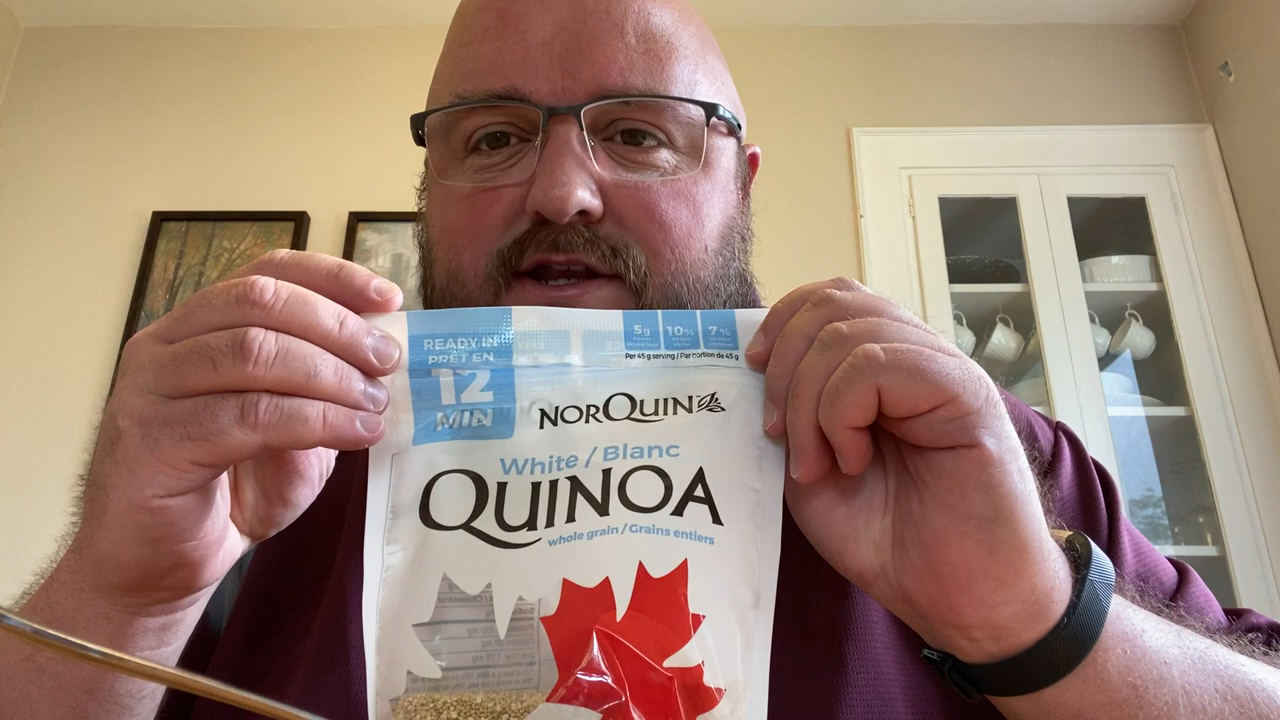 READY IN
PRÊT EN
12
MIN
5g 10% 7%
Per 45 g serving / Par portion de 45 g
NORQUIN
White / Blanc
QUINOA
whole grain / Grains entiers